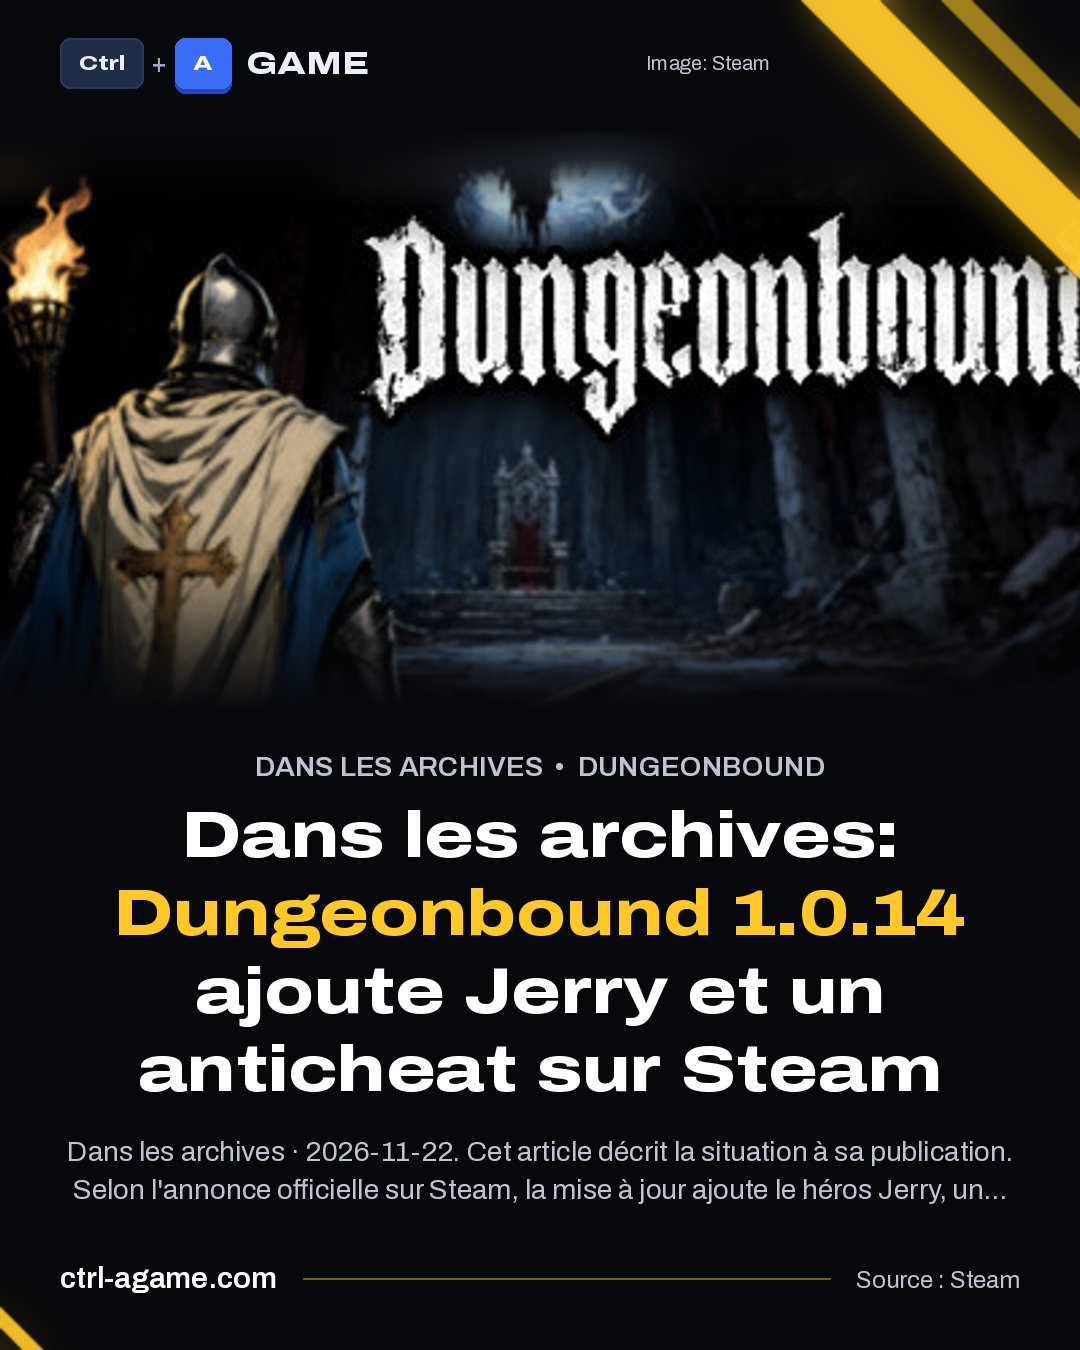 Ctrl + A GAME
Image: Steam
Dungeonboun
DANS LES ARCHIVES • DUNGEONBOUND
Dans les archives:
Dungeonbound 1.0.14
ajoute Jerry et un
anticheat sur Steam
Dans les archives · 2026-11-22. Cet article décrit la situation à sa publication.
Selon l'annonce officielle sur Steam, la mise à jour ajoute le héros Jerry, un...
ctrl-agame.com
Source : Steam